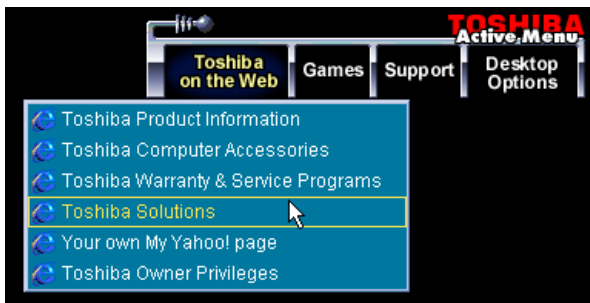 TOSHIBA
Active Menu
Toshiba
on the Web
Games
Support
Desktop
Options
Toshiba Product Information
Toshiba Computer Accessories
Toshiba Warranty & Service Programs
Toshiba Solutions
Your own My Yahoo! page
Toshiba Owner Privileges